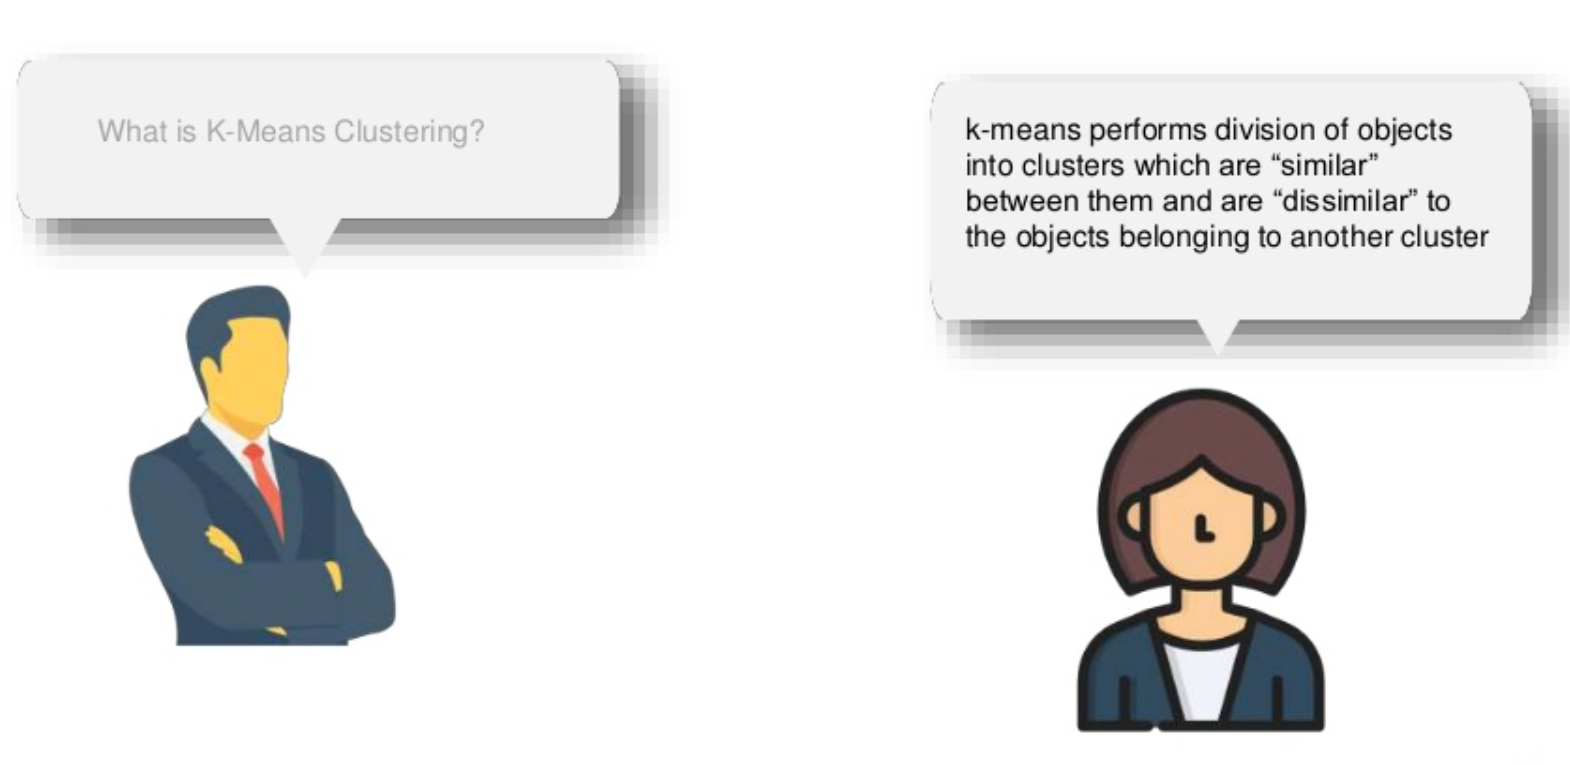 What is K-Means Clustering?
k-means performs division of objects
into clusters which are “similar”
between them and are “dissimilar” to
the objects belonging to another cluster